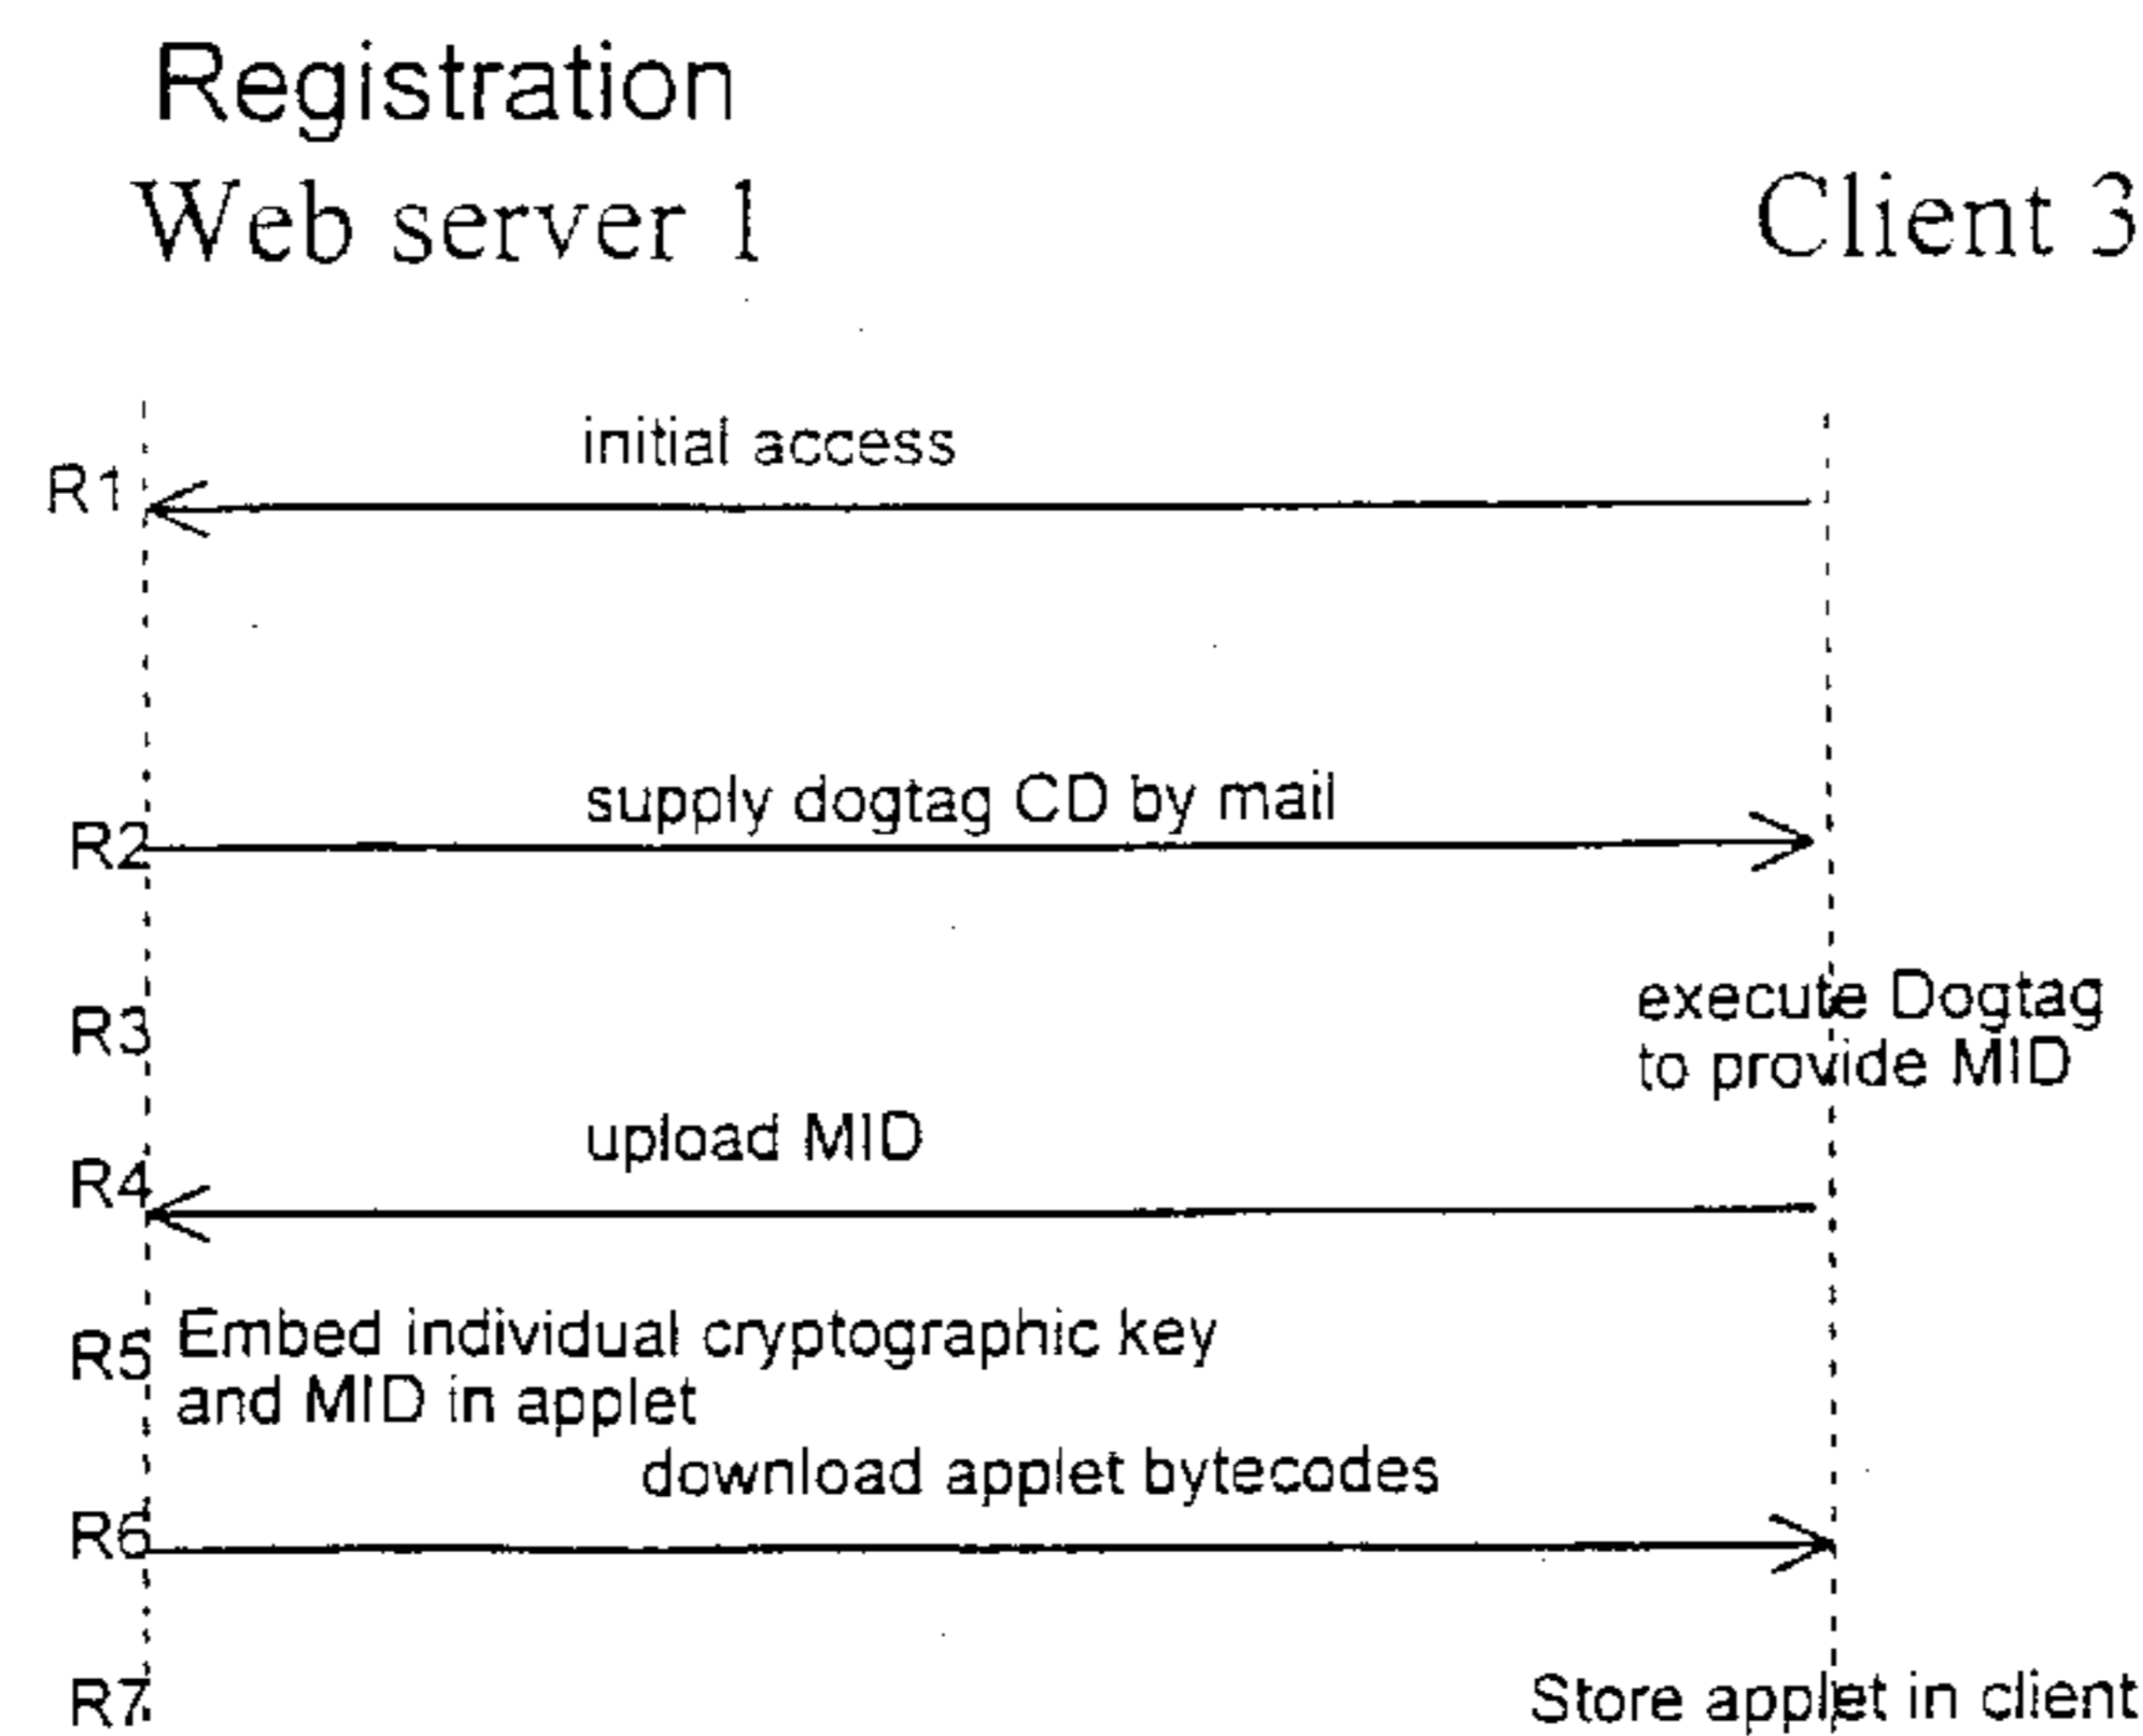 Registration
Web server 1
Client 3
initial access
R1
supply dogtag CD by mail
R2
execute Dogtag
R3
to provide MID
upload MID
R4
Embed individual cryptographic key
R5
and MID in applet
download applet bytecodes
R6
R7
Store applet in client